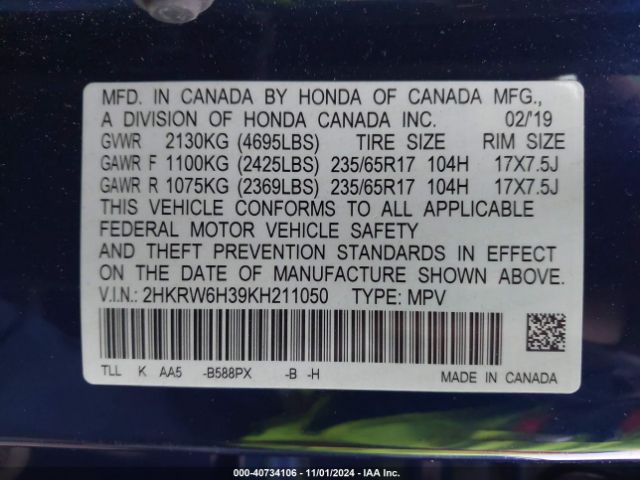 MFD. IN CANADA BY HONDA OF CANADA MFG.,
A DIVISION OF HONDA CANADA INC. 02/'19
GVWR 2130KG (4695LBS) TIRE SIZE RIM SIZE
GAWR F 1100KG (2425LBS) 235/65R17 104H 17X7.5J
GAWR R 1075KG (2369LBS) 235/65R17 104H 17X7.5J
THIS VEHICLE CONFORMS TO ALL APPLICABLE
FEDERAL MOTOR VEHICLE SAFETY
AND THEFT PREVENTION STANDARDS IN EFFECT
ON THE DATE OF MANUFACTURE SHOWN ABOVE.
V.I.N.: 2HKRW6H39KH211050 TYPE: MPV
TLL K AA5 -B588PX -B -H MADE IN CANADA
000-40734106 - 11/01/2024 - IAA Inc.